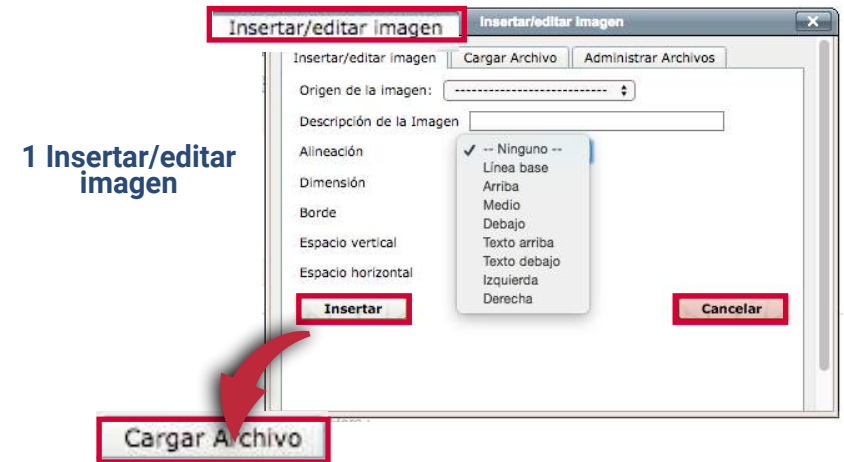 Insertar/editar imagen
Insertar/editar imagen
Insertar/editar imagen
Cargar Archivo
Administrar Archivos
Origen de la imagen:
---------------------------
Descripción de la Imagen
1 Insertar/editar
imagen
Alineación
✓ -- Ninguno --
Línea base
Dimensión
Arriba
Medio
Borde
Debajo
Espacio vertical
Texto arriba
Texto debajo
Espacio horizontal
Izquierda
Derecha
Insertar
Cancelar
Cargar Archivo